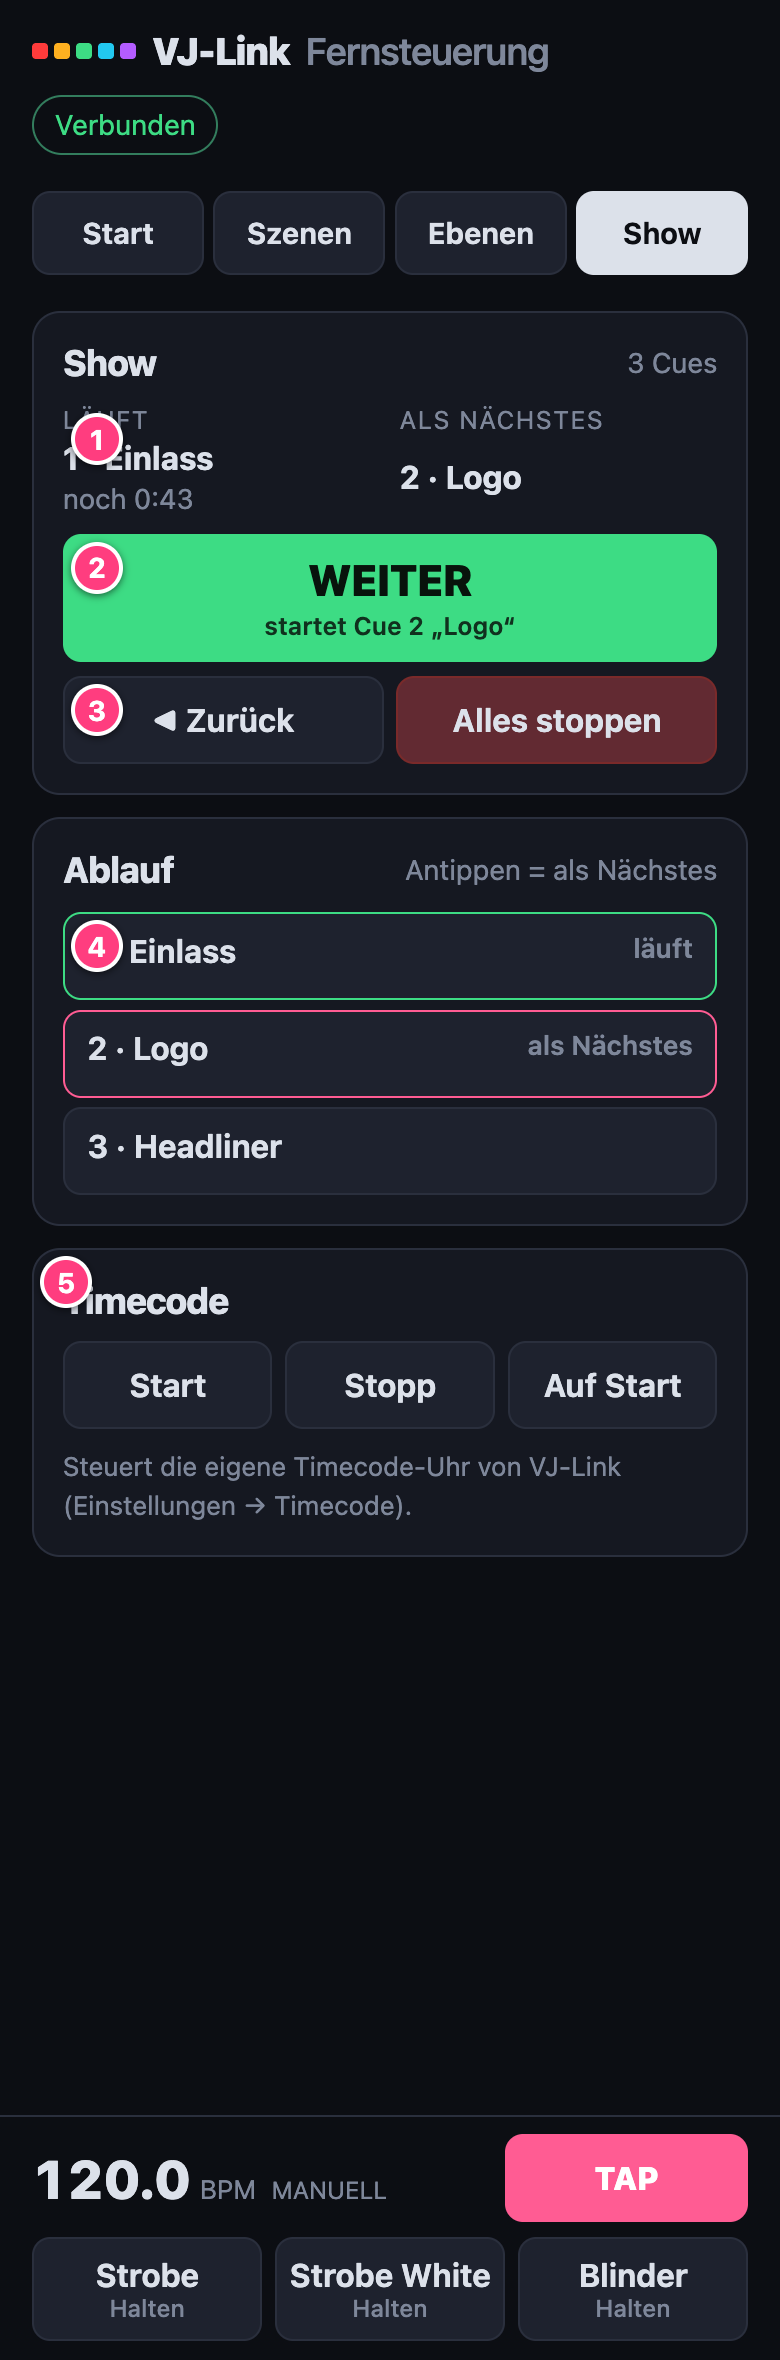 VJ-Link Fernsteuerung
Verbunden
Start Szenen Ebenen Show
Show 3 Cues
LÄUFT ALS NÄCHSTES
1
1 Einlass
noch 0:43
2 · Logo
2
WEITER
startet Cue 2 „Logo“
3 ◀ Zurück Alles stoppen
Ablauf Antippen = als Nächstes
4 Einlass läuft
2 · Logo als Nächstes
3 · Headliner
5
Timecode
Start Stopp Auf Start
Steuert die eigene Timecode-Uhr von VJ-Link
(Einstellungen → Timecode).
120.0 BPM MANUELL TAP
Strobe Strobe White Blinder
Halten Halten Halten